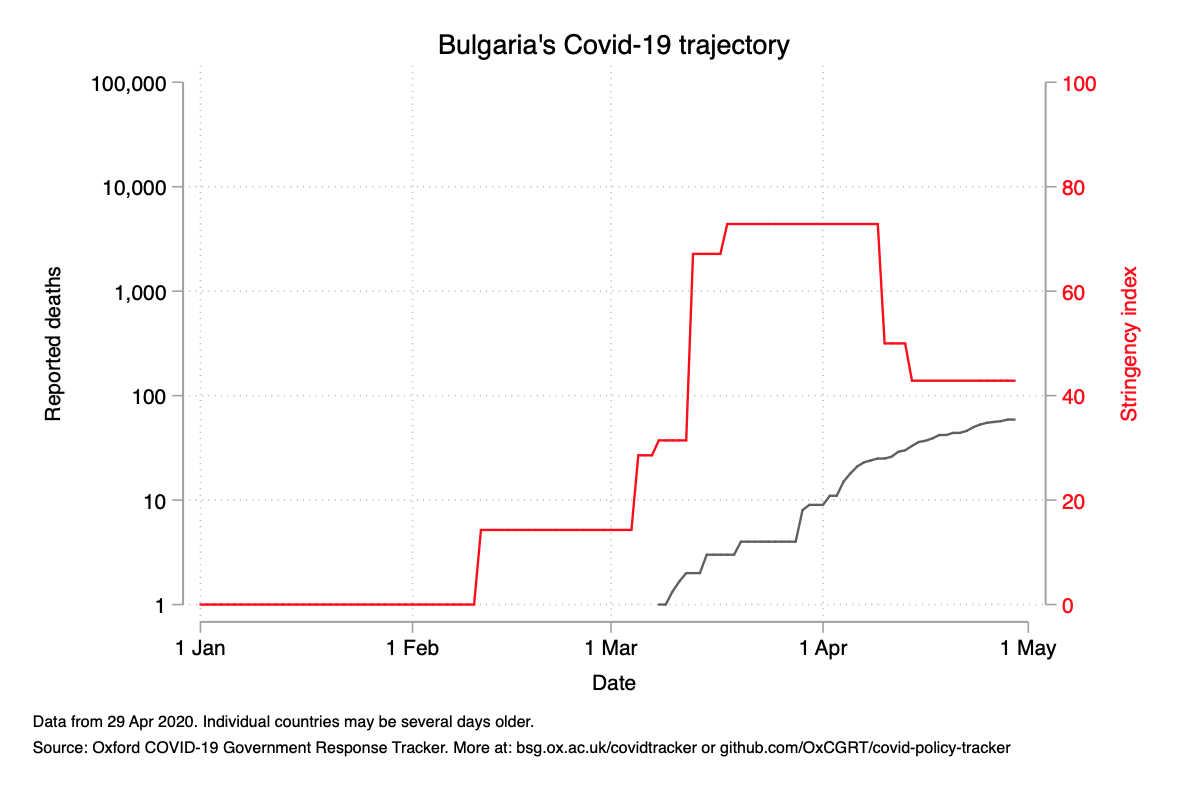 Bulgaria's Covid-19 trajectory
100,000
10,000
1,000
100
10
1
Reported deaths
100
80
60
40
20
0
Stringency index
1 Jan
1 Feb
1 Mar
1 Apr
1 May
Date
Data from 29 Apr 2020. Individual countries may be several days older.
Source: Oxford COVID-19 Government Response Tracker. More at: bsg.ox.ac.uk/covidtracker or github.com/OxCGRT/covid-policy-tracker